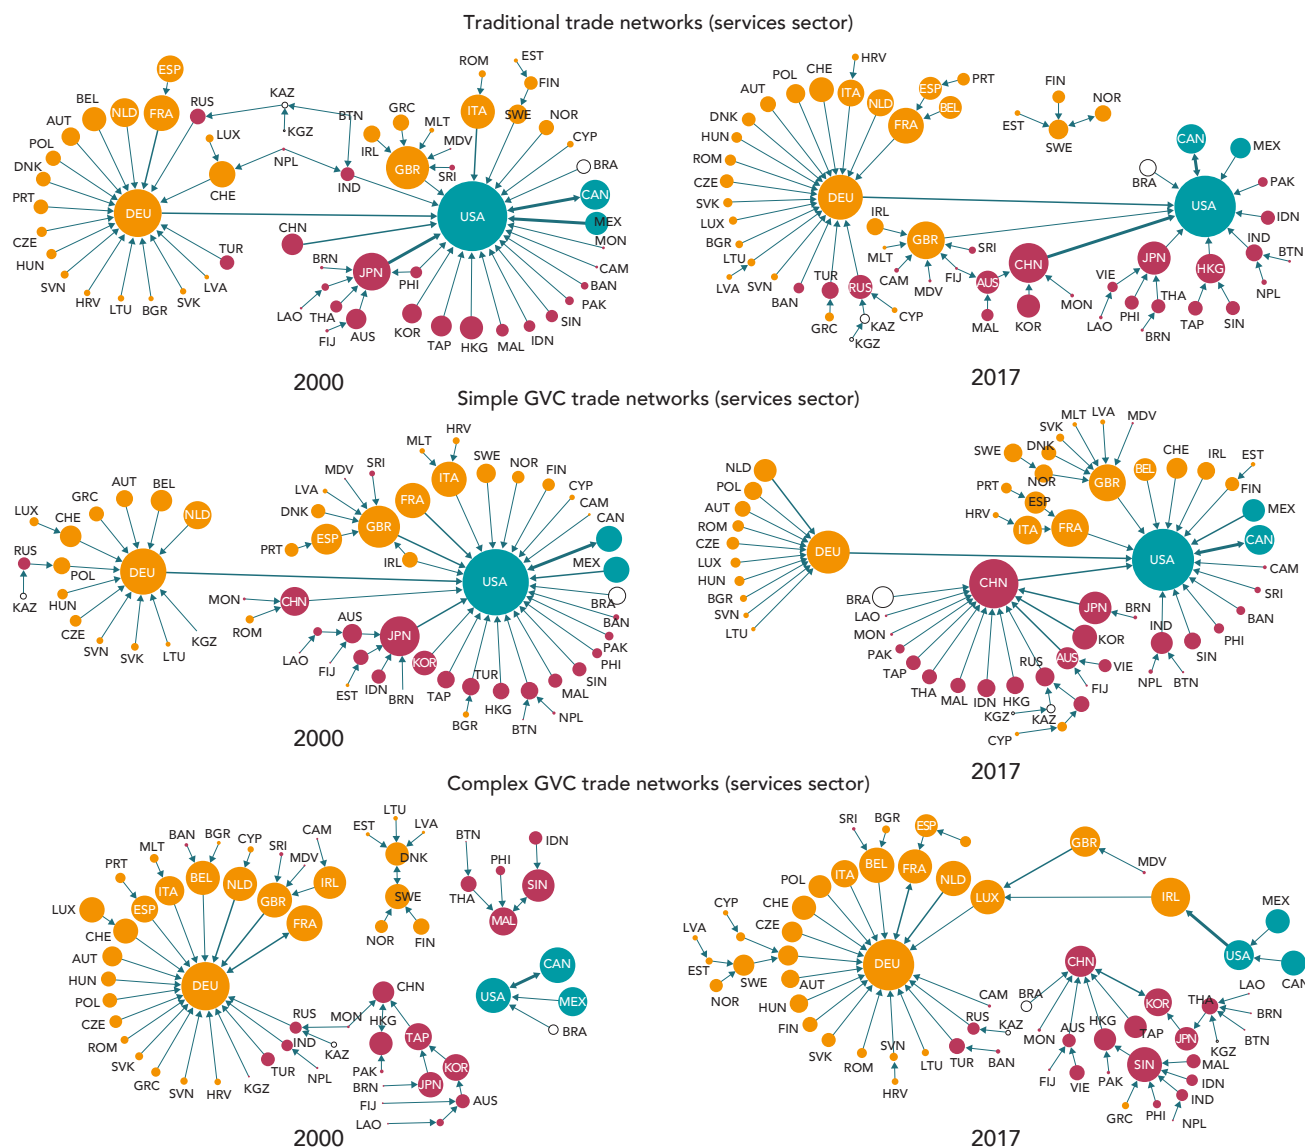 Traditional trade networks (services sector)
ESP
BEL
NLD
FRA
RUS
KAZ
BTN
AUT
POL
LUX
KGZ
NPL
DNK
CHE
IND
PRT
DEU
CZE
HUN
SVN
HRV
LTU
BGR
SVK
LVA
TUR
GRC
MLT
IRL
MDV
GBR
SRI
ROM
EST
FIN
ITA
SWE
NOR
CYP
BRA
CAN
USA
MEX
MON
CAM
BAN
PAK
SIN
IDN
MAL
HKG
TAP
KOR
CHN
BRN
JPN
PHI
LAO
THA
FIJ
AUS
2000
HRV
CHE
POL
ITA
NLD
ESP
PRT
BEL
FRA
AUT
DNK
HUN
ROM
CZE
SVK
LUX
BGR
LTU
LVA
SVN
BAN
DEU
TUR
GRC
RUS
KAZ
KGZ
CYP
IRL
GBR
MLT
CAM
MDV
SRI
FIJ
AUS
MAL
CHN
KOR
MON
FIN
EST
NOR
SWE
CAN
MEX
BRA
USA
PAK
IDN
IND
BTN
NPL
JPN
VIE
LAO
PHI
THA
BRN
HKG
TAP
SIN
2017
Simple GVC trade networks (services sector)
LUX
CHE
GRC
AUT
BEL
NLD
RUS
KAZ
POL
DEU
HUN
CZE
SVN
SVK
LTU
KGZ
MON
CHN
ROM
MDV
SRI
LVA
DNK
GBR
ESP
PRT
IRL
FRA
MLT
HRV
ITA
SWE
NOR
FIN
CYP
CAM
CAN
USA
MEX
BRA
BAN
PAK
PHI
SIN
MAL
NPL
BTN
HKG
TUR
BGR
TAP
KOR
JPN
AUS
LAO
FIJ
EST
IDN
BRN
2000
NLD
POL
AUT
ROM
CZE
LUX
HUN
BGR
SVN
LTU
DEU
MLT
LVA
MDV
SVK
DNK
SWE
NOR
GBR
PRT
ESP
HRV
ITA
FRA
BEL
CHE
IRL
EST
FIN
MEX
CAN
USA
CAM
SRI
BAN
PHI
SIN
IND
NPL
BTN
CHN
BRA
LAO
MON
PAK
TAP
THA
MAL
IDN
HKG
JPN
BRN
KOR
AUS
VIE
FIJ
RUS
KGZ
KAZ
CYP
2017
Complex GVC trade networks (services sector)
BAN
BGR
CYP
SRI
CAM
MDV
MLT
PRT
BEL
NLD
GBR
IRL
ITA
ESP
FRA
LUX
CHE
AUT
HUN
POL
CZE
ROM
SVK
GRC
SVN
HRV
KGZ
TUR
DEU
RUS
IND
MON
KAZ
NPL
LTU
EST
LVA
DNK
SWE
NOR
FIN
BTN
PHI
IDN
THA
SIN
MAL
CAN
USA
MEX
BRA
CHN
HKG
PAK
TAP
KOR
JPN
BRN
FIJ
LAO
AUS
2000
SRI
BGR
ESP
BEL
FRA
ITA
NLD
POL
CHE
CZE
CYP
LVA
EST
NOR
SWE
AUT
HUN
FIN
SVK
ROM
SVN
HRV
LTU
DEU
LUX
GBR
MDV
IRL
USA
MEX
CAN
CAM
RUS
KAZ
TUR
BAN
CHN
BRA
MON
AUS
FIJ
VIE
HKG
PAK
TAP
KOR
JPN
THA
LAO
BRN
BTN
KGZ
SIN
MAL
IDN
IND
NPL
PHI
GRC
2017